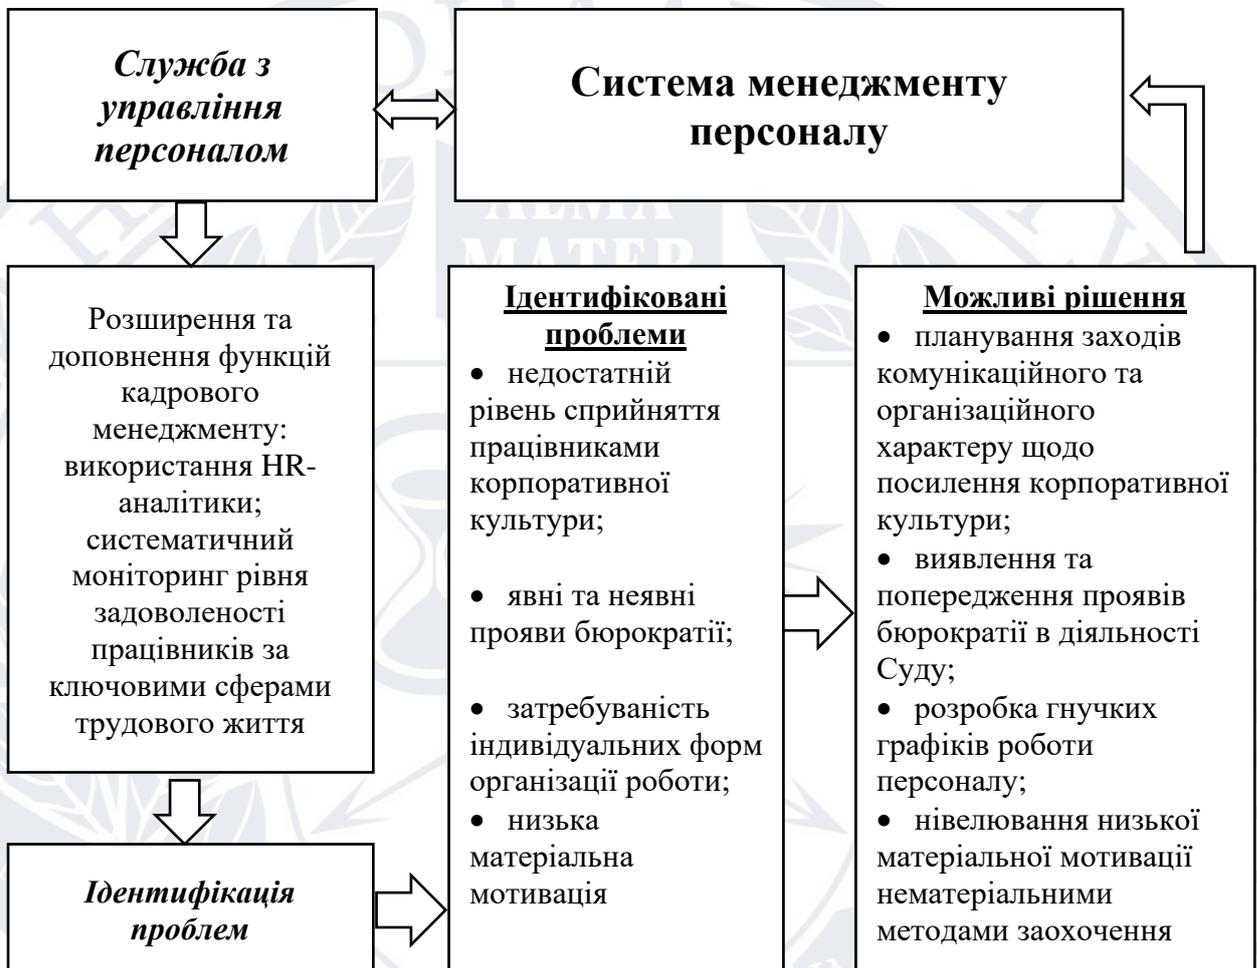 Служба з
управління
персоналом
Система менеджменту
персоналу
Розширення та
доповнення функцій
кадрового
менеджменту:
використання HR-
аналітики;
систематичний
моніторинг рівня
задоволеності
працівників за
ключовими сферами
трудового життя
Ідентифікація
проблем
Ідентифіковані
проблеми
• недостатній
рівень сприйняття
працівниками
корпоративної
культури;
• явні та неявні
прояви бюрократії;
• затребуваність
індивідуальних форм
організації роботи;
• низька
матеріальна
мотивація
Можливі рішення
• планування заходів
комунікаційного та
організаційного
характеру щодо
посилення корпоративної
культури;
• виявлення та
попередження проявів
бюрократії в діяльності
Суду;
• розробка гнучких
графіків роботи
персоналу;
• нівелювання низької
матеріальної мотивації
нематеріальними
методами заохочення
ALMA
MATER